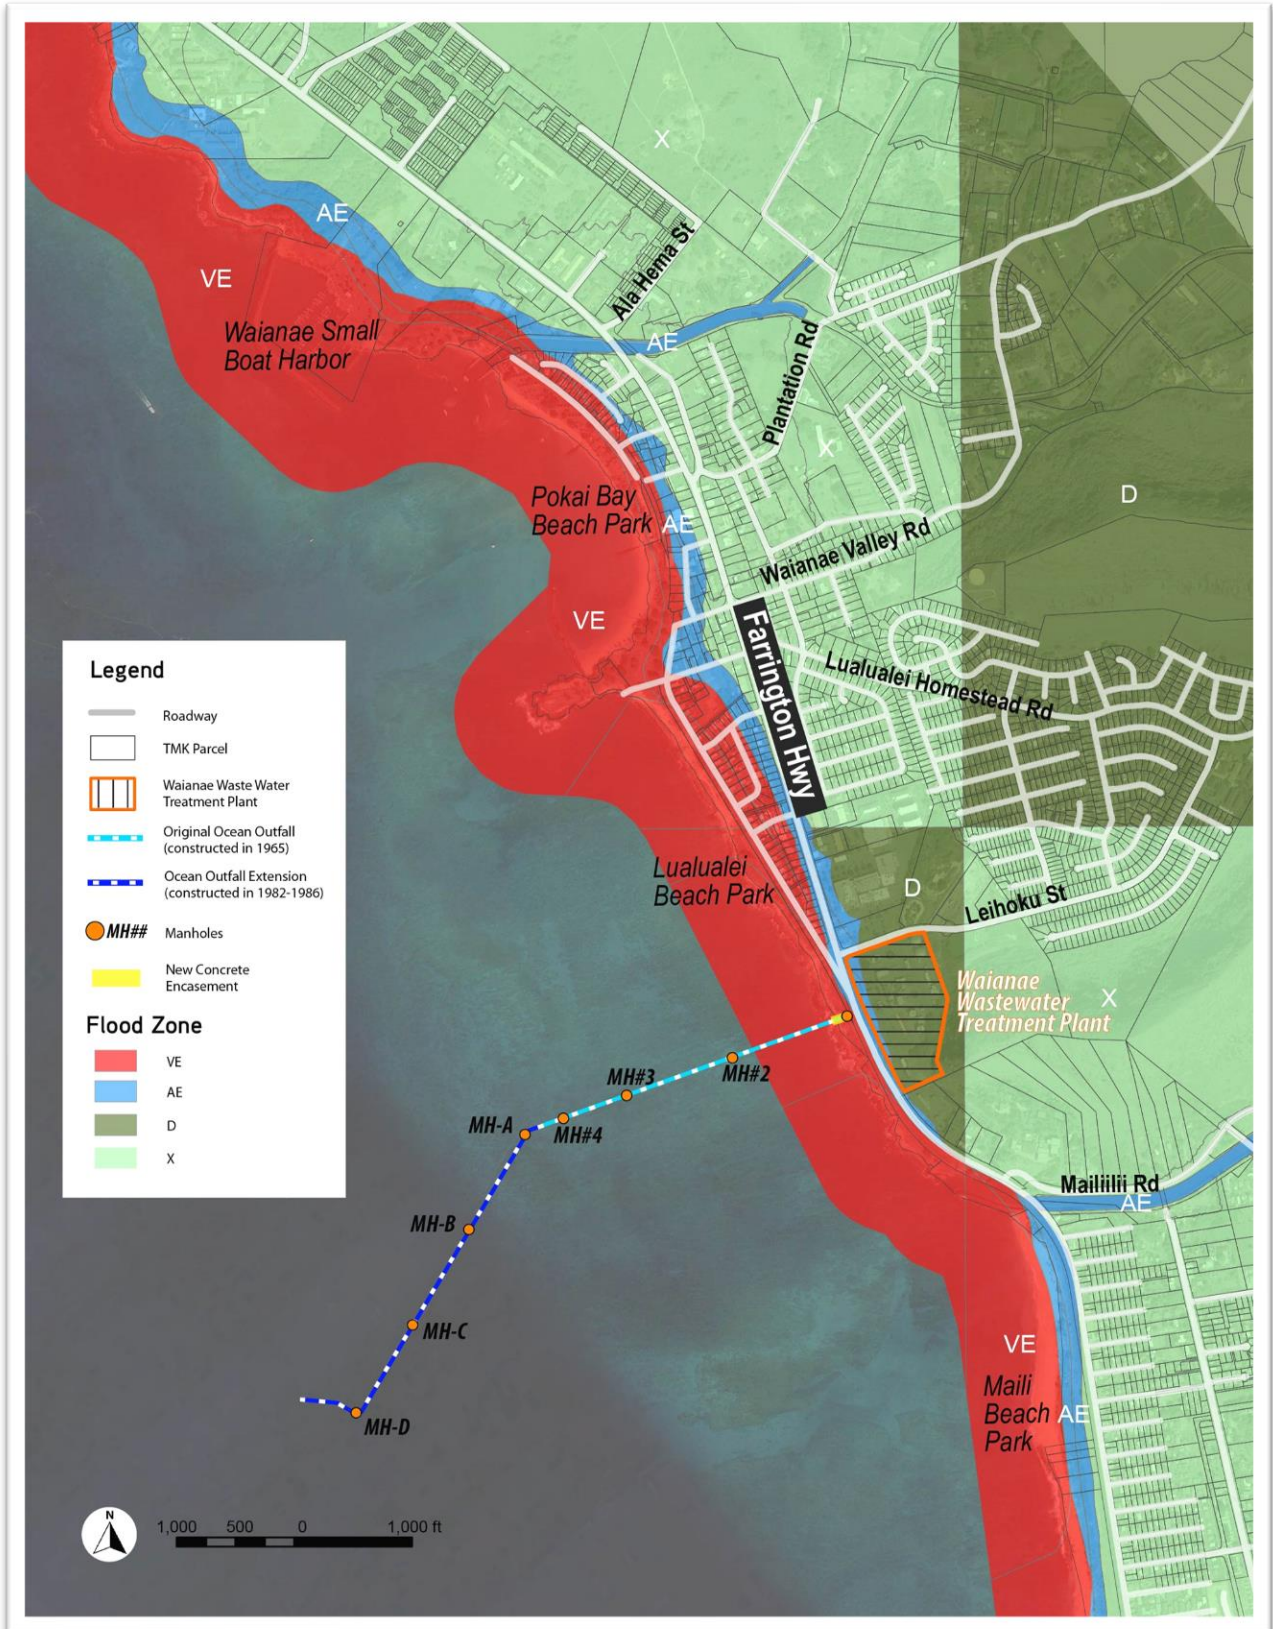 X
AE
VE
Ala Hema St
Waianae Small
Boat Harbor
AE
Plantation Rd
X
D
Pokai Bay
Beach Park
AE
Waianae Valley Rd
VE
Farrington Hwy
Lualualei Homestead Rd
Legend
Roadway
TMK Parcel
Waianae Waste Water
Treatment Plant
Original Ocean Outfall
(constructed in 1965)
Ocean Outfall Extension
(constructed in 1982-1986)
MH##
Manholes
New Concrete
Encasement
Flood Zone
VE
AE
D
X
Lualualei
Beach Park
D
Leihoku St
Waianae
Wastewater
Treatment Plant
X
MH#2
MH#3
MH#4
MH-A
MH-B
MH-C
MH-D
Mailiilii Rd
AE
VE
Maili
Beach
Park
AE
N
1,000 500 0 1,000 ft